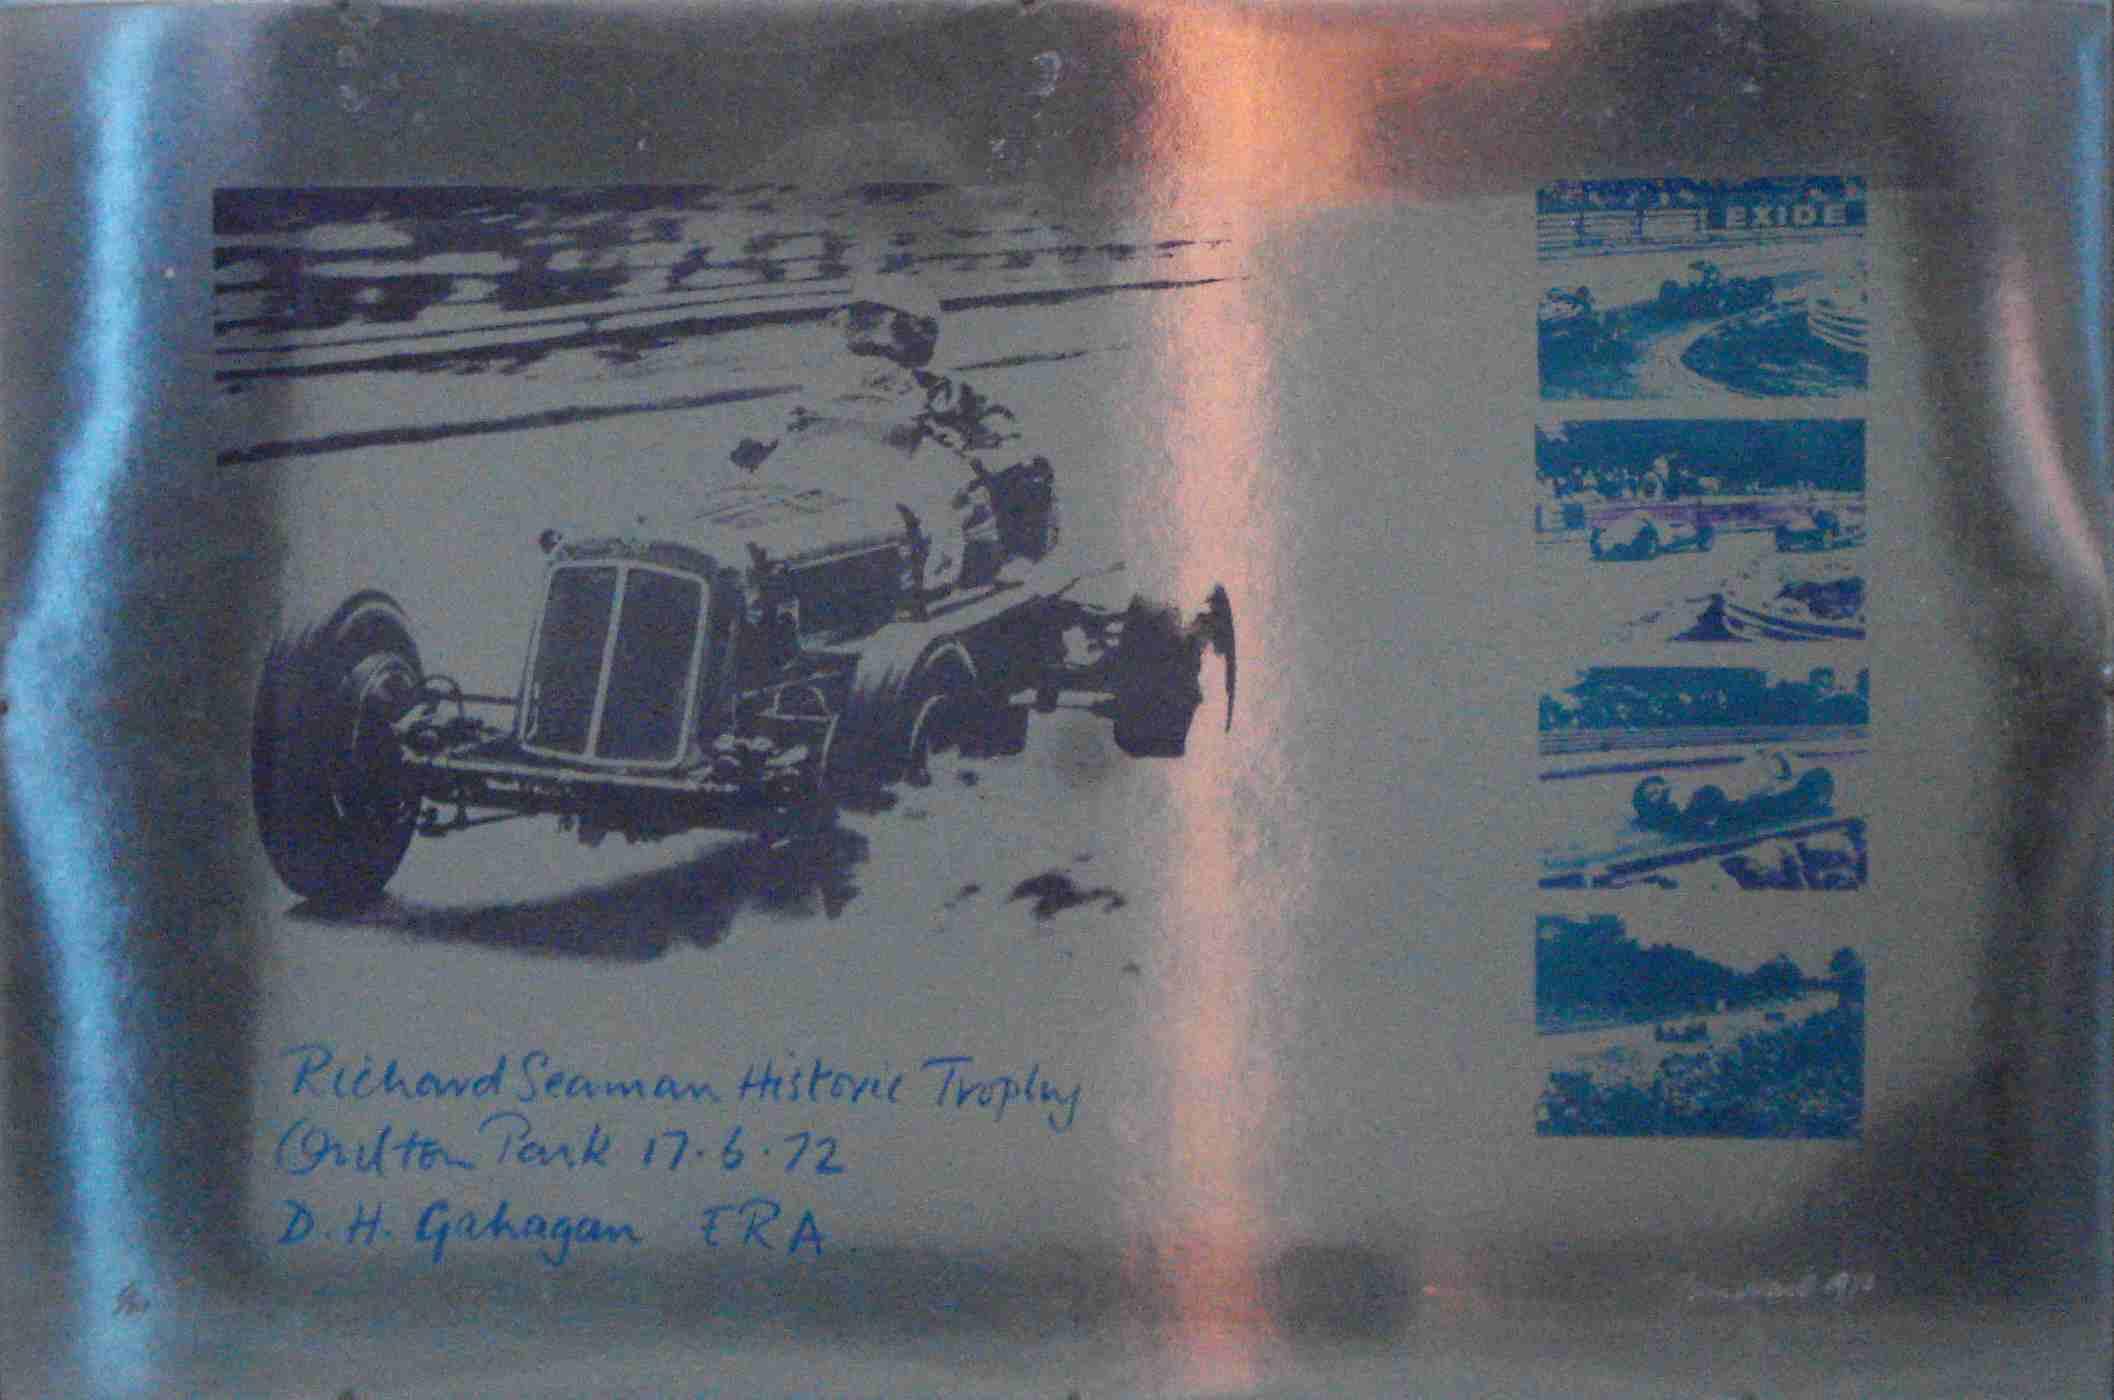 EXIDE
Richard Seaman Historic Trophy
Oulton Park 17.6.72
D.H. Gahagan ERA